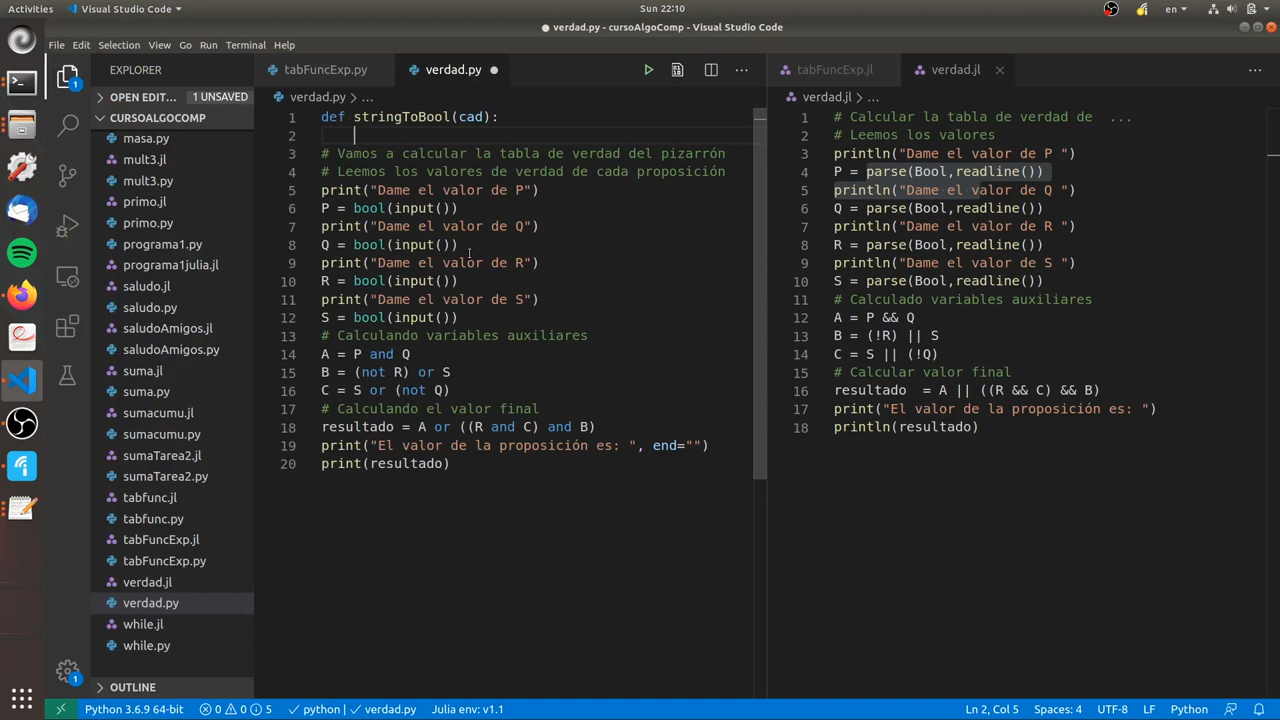 Activities
Visual Studio Code
Sun 22:10
en
verdad.py - cursoAlgoComp - Visual Studio Code
File Edit Selection View Go Run Terminal Help
EXPLORER
OPEN EDIT... 1 UNSAVED
CURSOALGOCOMP
masa.py
mult3.jl
mult3.py
primo.jl
primo.py
programa1.py
programa1julia.jl
saludo.jl
saludo.py
saludoAmigos.jl
saludoAmigos.py
suma.jl
suma.py
sumacumu.jl
sumacumu.py
sumaTarea2.jl
sumaTarea2.py
tabfunc.jl
tabfunc.py
tabFuncExp.jl
tabFuncExp.py
verdad.jl
verdad.py
while.jl
while.py
OUTLINE
1
1
tabFuncExp.py
verdad.py
verdad.py > ...
1 def stringToBool(cad):
2
3 # Vamos a calcular la tabla de verdad del pizarrón
4 # Leemos los valores de verdad de cada proposición
5 print("Dame el valor de P")
6 P = bool(input())
7 print("Dame el valor de Q")
8 Q = bool(input())
9 print("Dame el valor de R")
10 R = bool(input())
11 print("Dame el valor de S")
12 S = bool(input())
13 # Calculando variables auxiliares
14 A = P and Q
15 B = (not R) or S
16 C = S or (not Q)
17 # Calculando el valor final
18 resultado = A or ((R and C) and B)
19 print("El valor de la proposición es: ", end="")
20 print(resultado)
tabFuncExp.jl
verdad.jl
verdad.jl > ...
1 # Calcular la tabla de verdad de  ...
2 # Leemos los valores
3 println("Dame el valor de P ")
4 P = parse(Bool,readline())
5 println("Dame el valor de Q ")
6 Q = parse(Bool,readline())
7 println("Dame el valor de R ")
8 R = parse(Bool,readline())
9 println("Dame el valor de S ")
10 S = parse(Bool,readline())
11 # Calculado variables auxiliares
12 A = P && Q
13 B = (!R) || S
14 C = S || (!Q)
15 # Calcular valor final
16 resultado  = A || ((R && C) && B)
17 print("El valor de la proposición es: ")
18 println(resultado)
Python 3.6.9 64-bit 0 0 5 python | verdad.py Julia env: v1.1 Ln 2, Col 5 Spaces: 4 UTF-8 LF Python